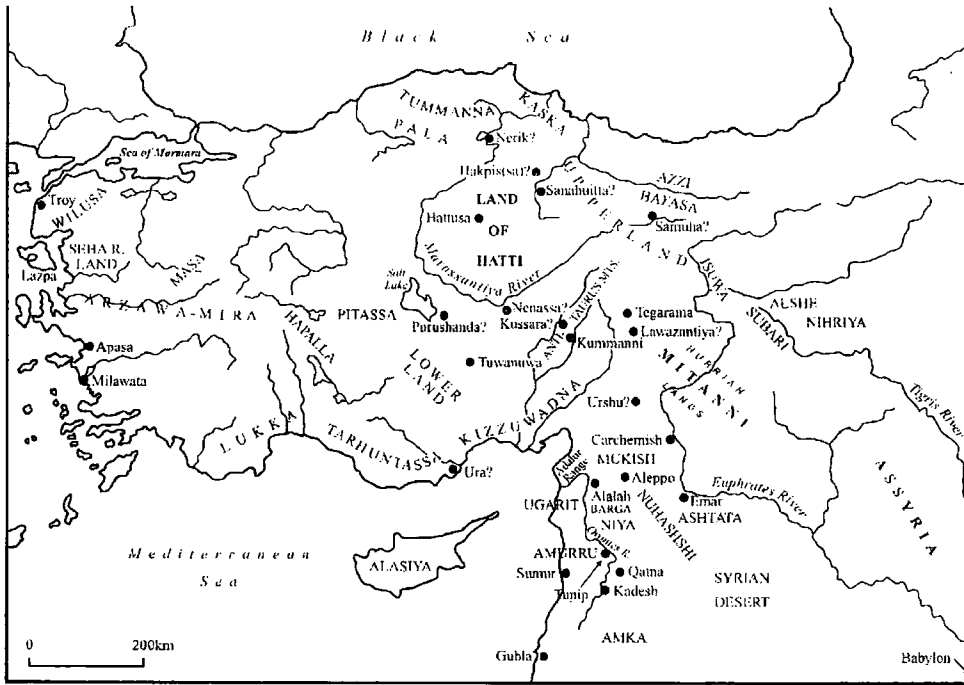 Black Sea
TUMMANNA
KASKA
PALA
Nerik?
Sea of Marmara
Hakpis(sa)?
Sanahuitta?
AZZI
HAYASA
Samuha?
UPPER LAND
Troy
WILUSA
Hattusa
LAND
OF
HATTI
Marassantiya River
SEHA R.
LAND
Lazpa
MASA
ISUWA
ARZAWA-MIRA
Salt
Lake
PITASSA
HAPALLA
Purushanda?
Nenassa?
Kussara?
ANTI-TAURUS MTS.
Kummanni
Tegarama
Lawazantiya?
ALSHE
SUBARI
NIHRIYA
Apasa
Milawata
LOWER
LAND
Tuwanuwa
HURRIAN
LANDS
MITANNI
Urshu?
Tigris River
LUKKA
TARHUNTASSA
KIZZUWADNA
Ura?
Carchemish
MUKISH
Adalur
Range
Aleppo
Alalah
Emar
Euphrates River
ASSYRIA
UGARIT
BARGA
NIYA
NUHASHSHI
ASHTATA
Mediterranean
Sea
ALASIYA
Orontes R.
AMURRU
Sumur
Tunip
Qatna
Kadesh
SYRIAN
DESERT
AMKA
0 200km
Gubla
Babylon